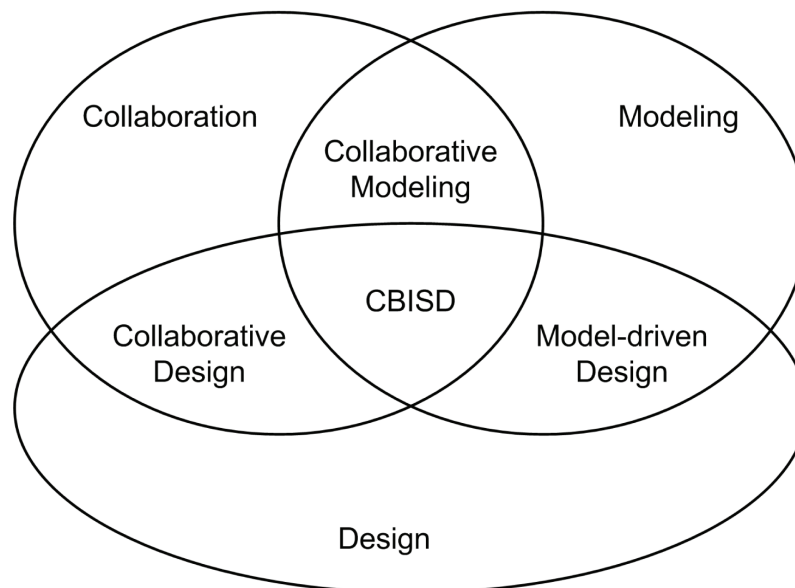 Collaboration
Modeling
Collaborative
Modeling
CBISD
Collaborative
Design
Model-driven
Design
Design